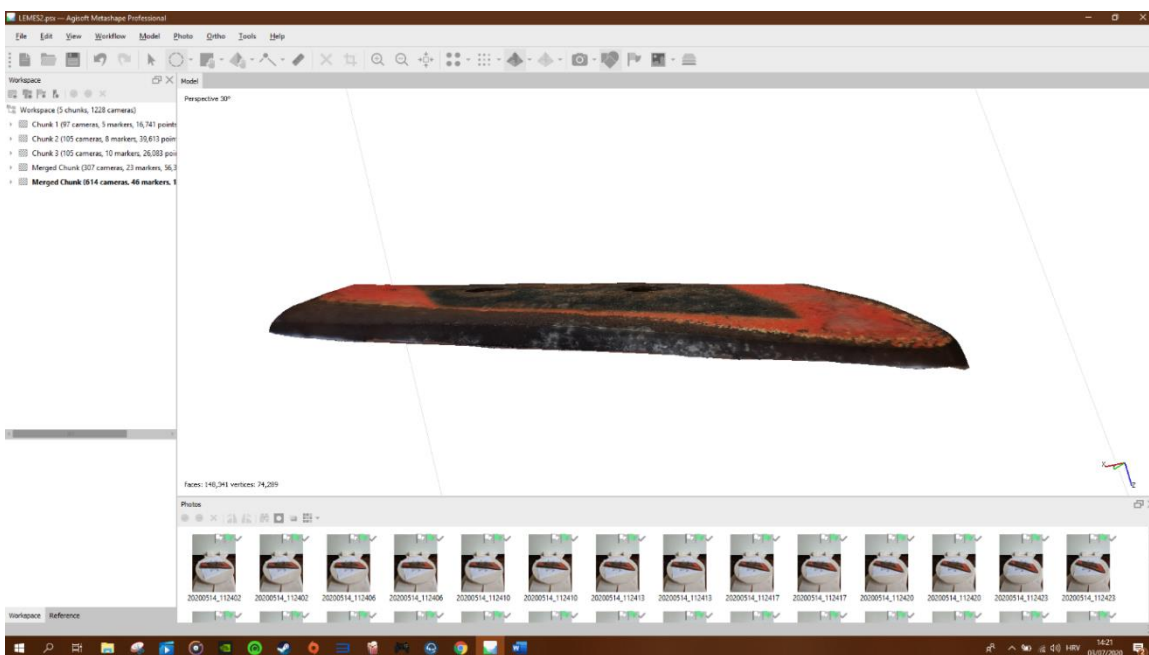 LEMES2.psx — Agisoft Metashape Professional
File Edit View Workflow Model Photo Ortho Tools Help
Workspace
Model
Workspace (5 chunks, 1228 cameras)
Chunk 1 (97 cameras, 5 markers, 16,741 points
Chunk 2 (105 cameras, 8 markers, 39,613 poin
Chunk 3 (105 cameras, 10 markers, 26,083 poi
Merged Chunk (307 cameras, 23 markers, 56,3
Merged Chunk (614 cameras, 46 markers, 1
Perspective 30°
X
Z
faces: 148,341 vertices: 74,289
Photos
20200514_112402 20200514_112402 20200514_112406 20200514_112406 20200514_112410 20200514_112410 20200514_112413 20200514_112413 20200514_112417 20200514_112417 20200514_112420 20200514_112420 20200514_112423 20200514_112423
Workspace Reference
HRV
14:21
03/07/2020